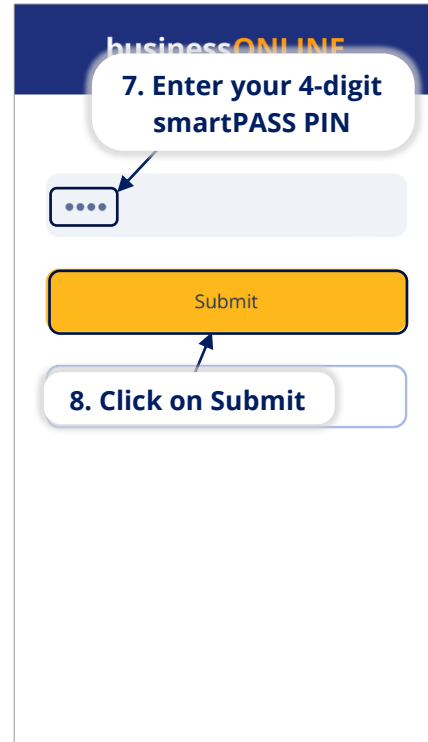 businessONLINE
7. Enter your 4-digit
smartPASS PIN
Submit
8. Click on Submit